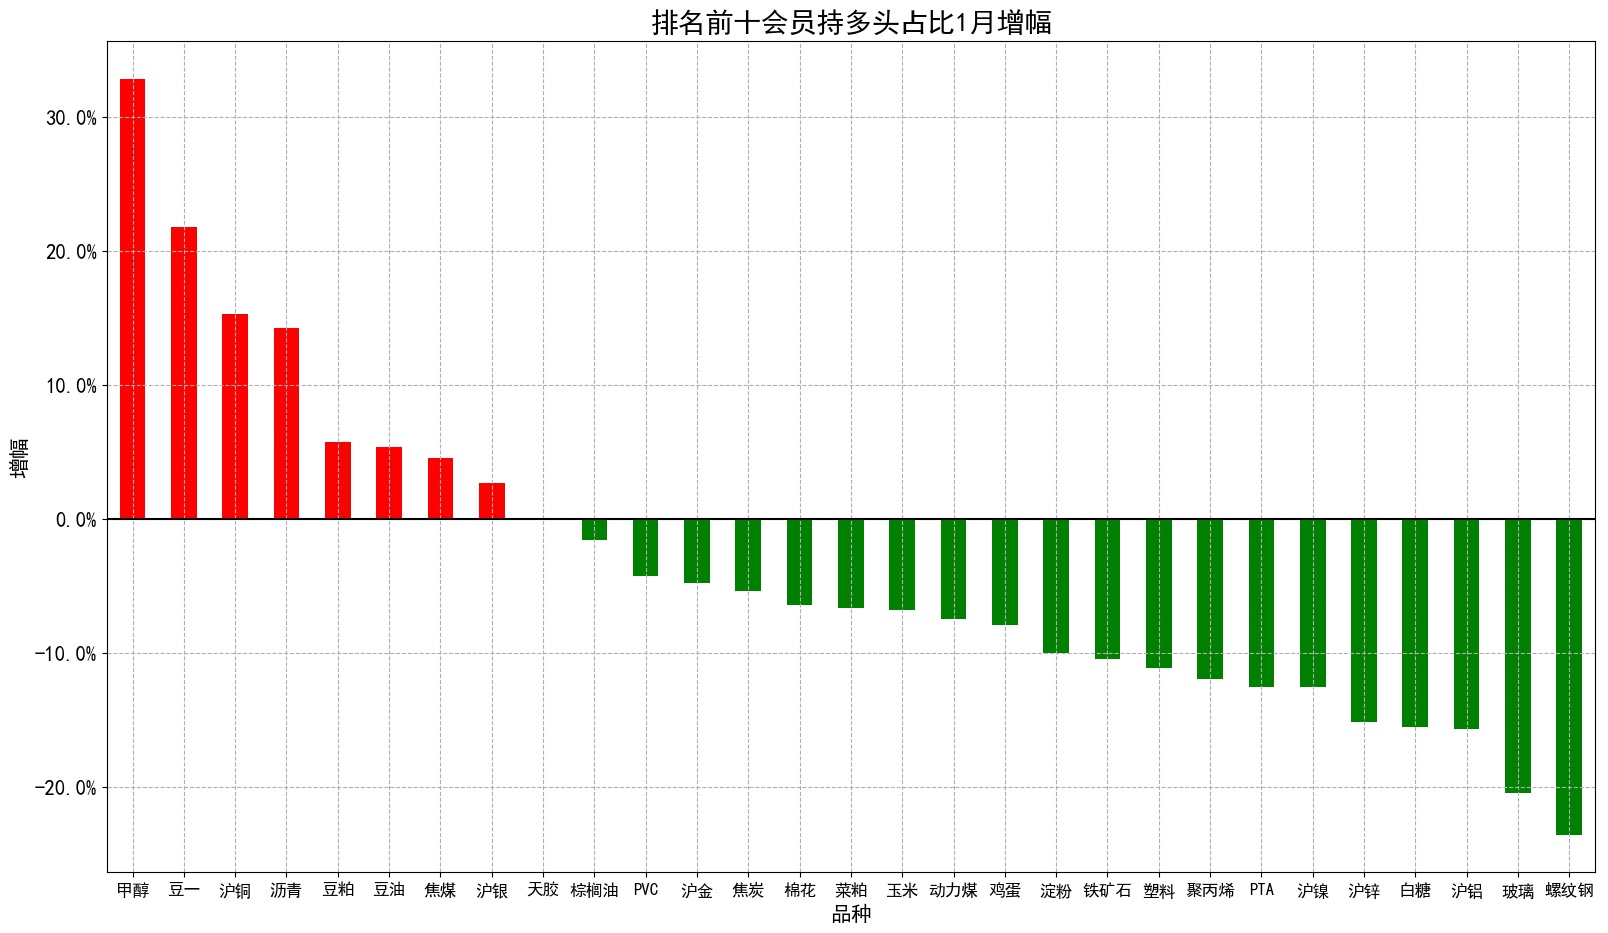 排名前十会员持多头占比1月增幅
30.0%
20.0%
10.0%
0.0%
-10.0%
-20.0%
增幅
甲醇 豆一 沪铜 沥青 豆粕 豆油 焦煤 沪银 天胶 棕榈油 PVC 沪金 焦炭 棉花 菜粕 玉米 动力煤 鸡蛋 淀粉 铁矿石 塑料 聚丙烯 PTA 沪镍 沪锌 白糖 沪铝 玻璃 螺纹钢
品种